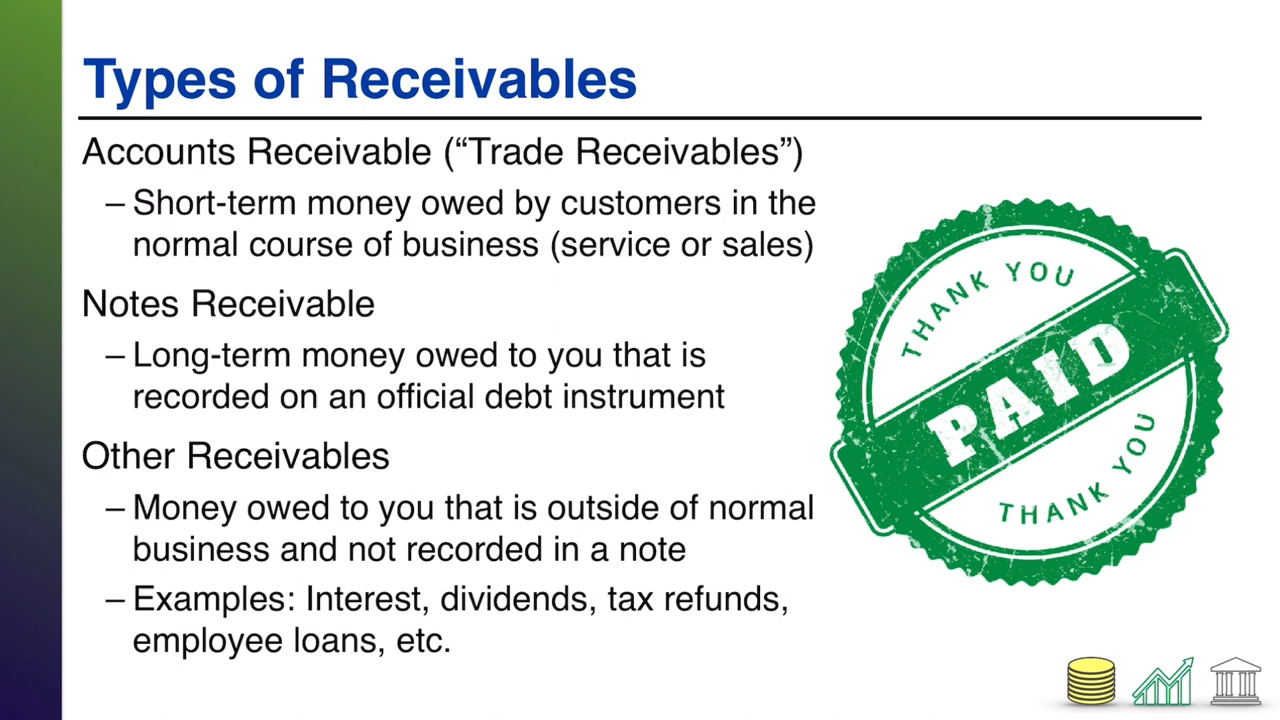 Types of Receivables
Accounts Receivable (“Trade Receivables”)
– Short-term money owed by customers in the
normal course of business (service or sales)
Notes Receivable
– Long-term money owed to you that is
recorded on an official debt instrument
Other Receivables
– Money owed to you that is outside of normal
business and not recorded in a note
– Examples: Interest, dividends, tax refunds,
employee loans, etc.
THANK YOU
PAID
THANK YOU